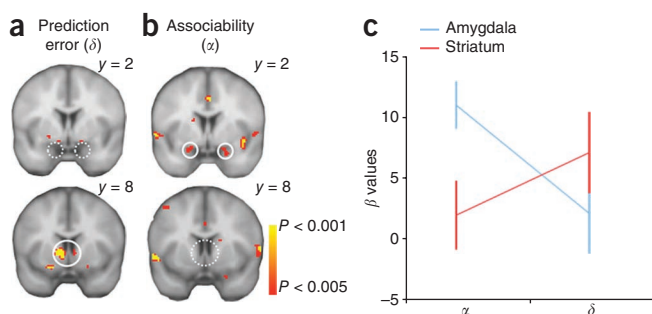 a Prediction
error (δ)
b Associability
(α)
y = 2
y = 2
y = 8
y = 8
P < 0.001
P < 0.005
c
Amygdala
Striatum
15
10
5
0
−5
β values
α
δ